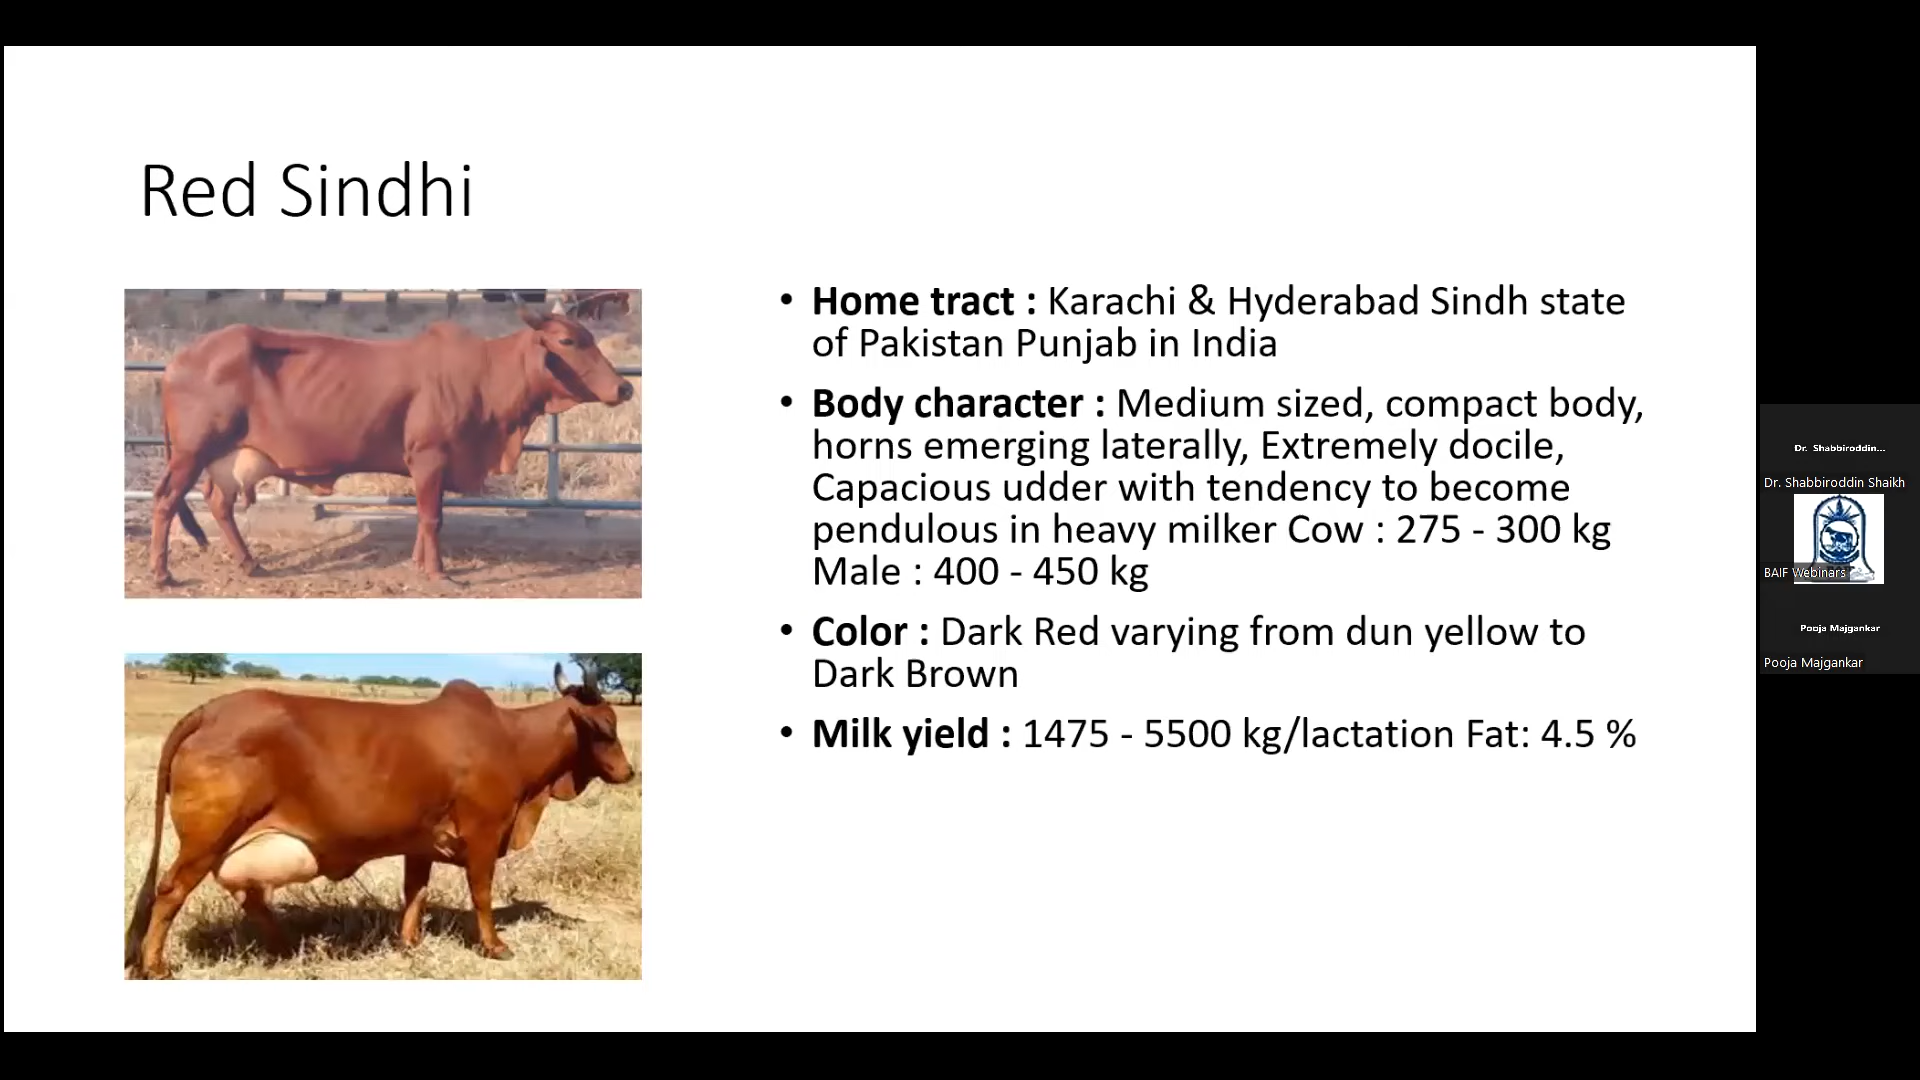 Red Sindhi
• Home tract : Karachi & Hyderabad Sindh state
of Pakistan Punjab in India
• Body character : Medium sized, compact body,
horns emerging laterally, Extremely docile,
Capacious udder with tendency to become
pendulous in heavy milker Cow : 275 - 300 kg
Male : 400 - 450 kg
• Color : Dark Red varying from dun yellow to
Dark Brown
• Milk yield : 1475 - 5500 kg/lactation Fat: 4.5 %
Dr. Shabbiroddin...
Dr. Shabbiroddin Shaikh
BAIF Webinars
Pooja Majgankar
Pooja Majgankar